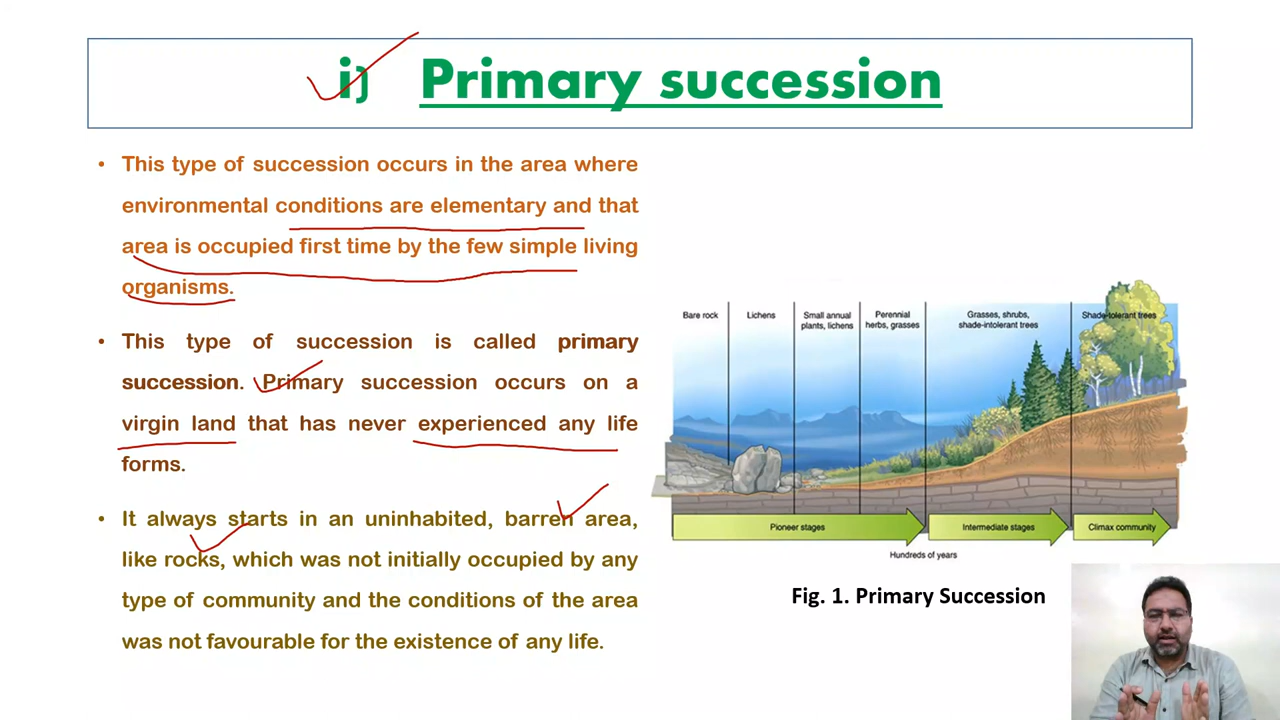 i) Primary succession
• This type of succession occurs in the area where
environmental conditions are elementary and that
area is occupied first time by the few simple living
organisms.
• This type of succession is called primary
succession. Primary succession occurs on a
virgin land that has never experienced any life
forms.
• It always starts in an uninhabited, barren area,
like rocks, which was not initially occupied by any
type of community and the conditions of the area
was not favourable for the existence of any life.
Bare rock
Lichens
Small annual
plants, lichens
Perennial
herbs, grasses
Grasses, shrubs,
shade-intolerant trees
Shade-tolerant trees
Pioneer stages
Intermediate stages
Climax community
Hundreds of years
Fig. 1. Primary Succession